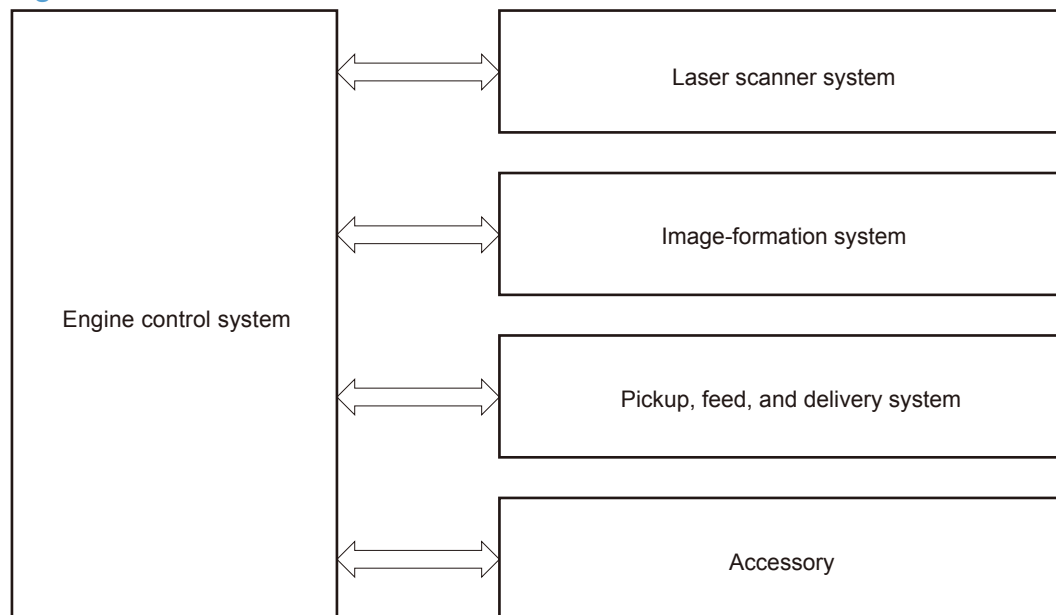 Laser scanner system
Image-formation system
Engine control system
Pickup, feed, and delivery system
Accessory